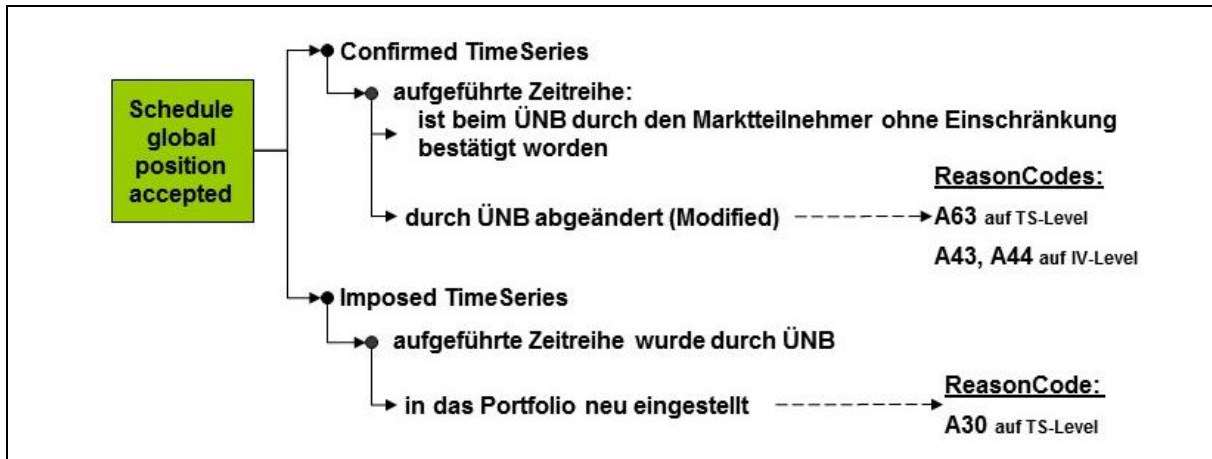 Schedule
global
position
accepted
Confirmed TimeSeries
aufgeführte Zeitreihe:
ist beim ÜNB durch den Marktteilnehmer ohne Einschränkung
bestätigt worden
durch ÜNB abgeändert (Modified)
ReasonCodes:
A63 auf TS-Level
A43, A44 auf IV-Level
Imposed TimeSeries
aufgeführte Zeitreihe wurde durch ÜNB
in das Portfolio neu eingestellt
ReasonCode:
A30 auf TS-Level